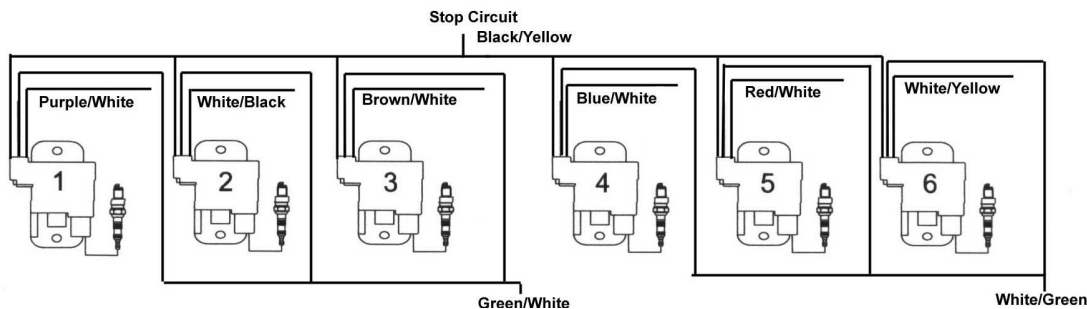 Stop Circuit
Black/Yellow
Purple/White
White/Black
Brown/White
Blue/White
Red/White
White/Yellow
1
2
3
4
5
6
Green/White
White/Green